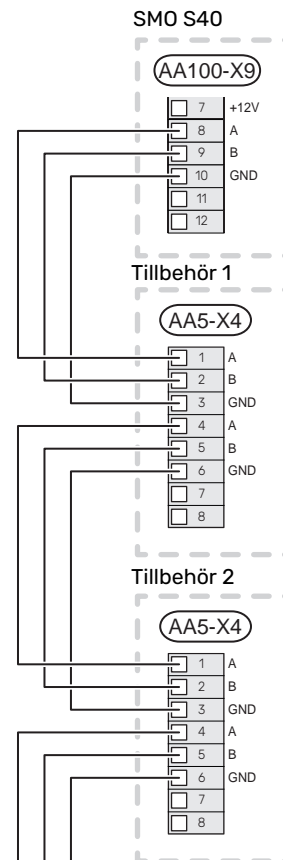 SMO S40
AA100-X9
7 +12V
8 A
9 B
10 GND
11
12
Tillbehör 1
AA5-X4
1 A
2 B
3 GND
4 A
5 B
6 GND
7
8
Tillbehör 2
AA5-X4
1 A
2 B
3 GND
4 A
5 B
6 GND
7
8